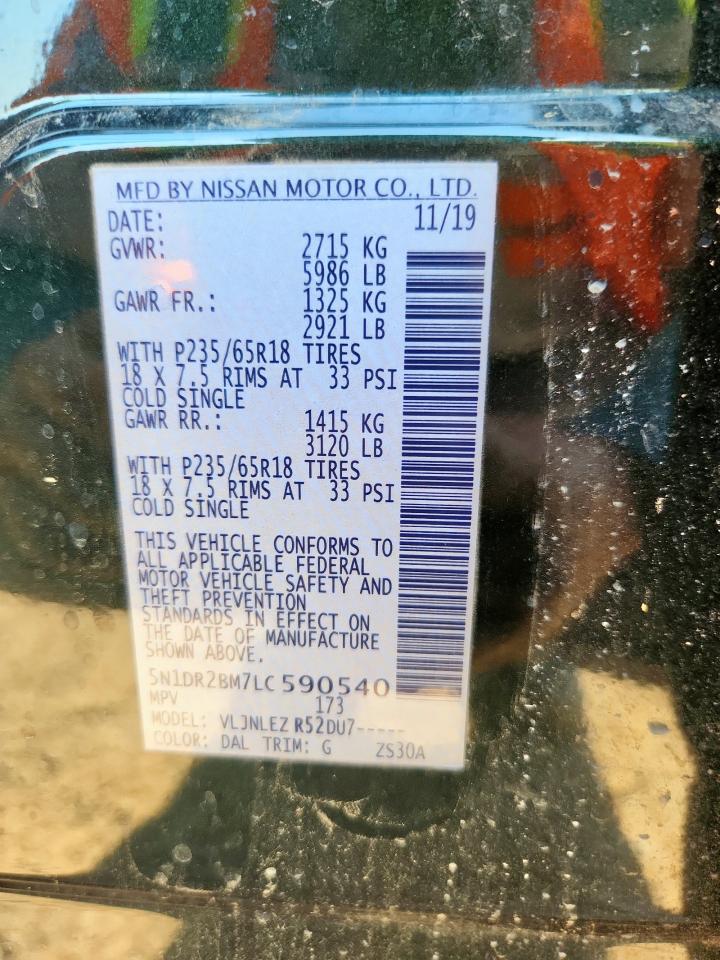 MFD BY NISSAN MOTOR CO., LTD.
DATE: 11/19
GVWR: 2715 KG
5986 LB
GAWR FR.: 1325 KG
2921 LB
WITH P235/65R18 TIRES
18 X 7.5 RIMS AT 33 PSI
COLD SINGLE
GAWR RR.: 1415 KG
3120 LB
WITH P235/65R18 TIRES
18 X 7.5 RIMS AT 33 PSI
COLD SINGLE
THIS VEHICLE CONFORMS TO
ALL APPLICABLE FEDERAL
MOTOR VEHICLE SAFETY AND
THEFT PREVENTION
STANDARDS IN EFFECT ON
THE DATE OF MANUFACTURE
SHOWN ABOVE.
5N1DR2BM7LC590540
MPV 173
MODEL: VLJNLEZ R52DU7-----
COLOR: DAL TRIM: G ZS30A